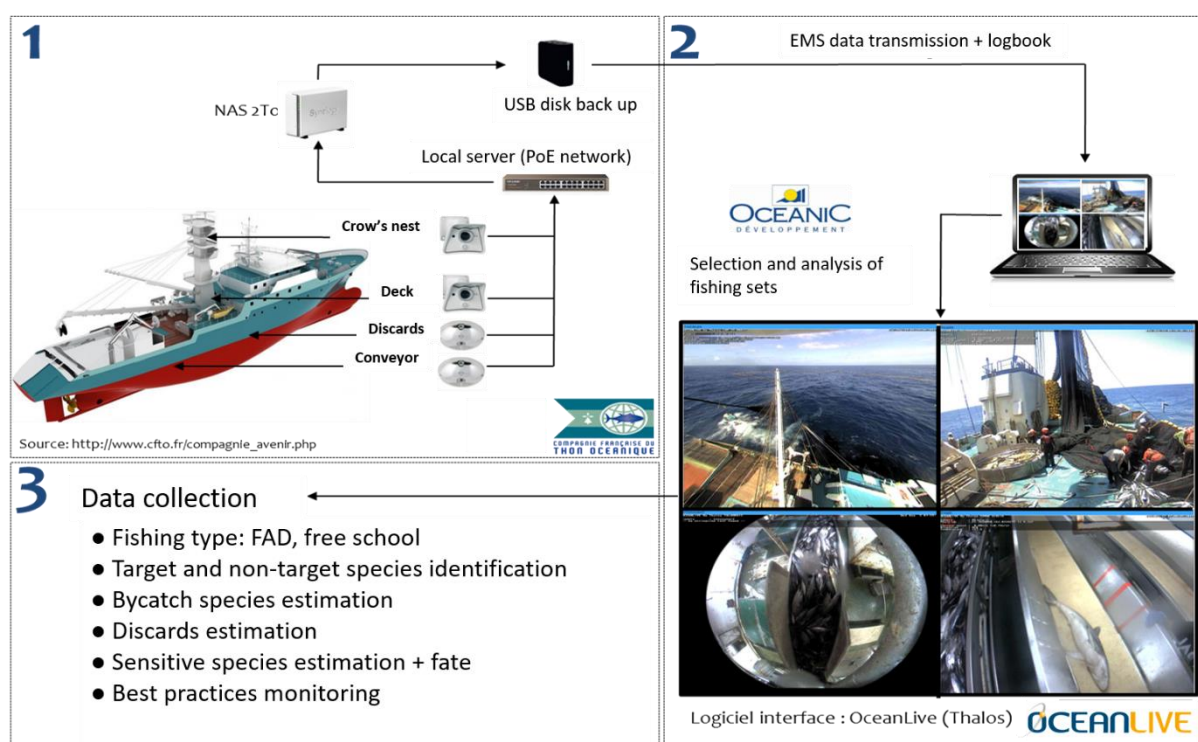 1
NAS 2To
Synology
USB disk back up
Local server (PoE network)
Crow's nest
Deck
Discards
Conveyor
Source: http://www.cfto.fr/compagnie_avenir.php
COMPAGNIE FRANÇAISE DU
THON OCEANIQUE
2
EMS data transmission + logbook
OCEANIC
DÉVELOPPEMENT
Selection and analysis of
fishing sets
Logiciel interface : OceanLive (Thalos)
OCEANLIVE
3
Data collection
● Fishing type: FAD, free school
● Target and non-target species identification
● Bycatch species estimation
● Discards estimation
● Sensitive species estimation + fate
● Best practices monitoring